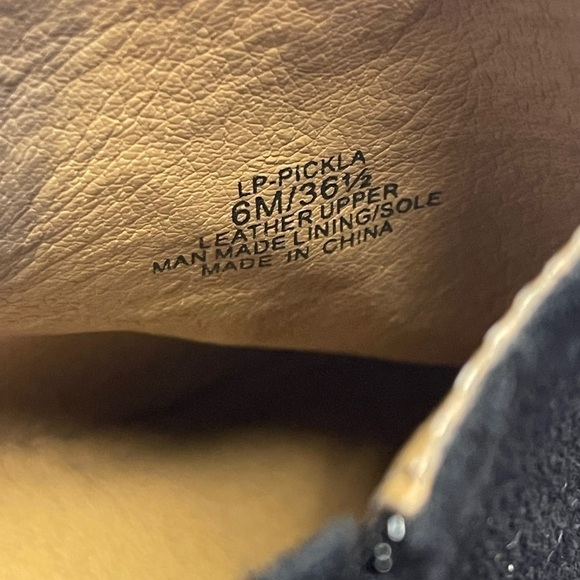 LP-PICKLA
6M/36½
LEATHER UPPER
MAN MADE LINING/SOLE
MADE IN CHINA